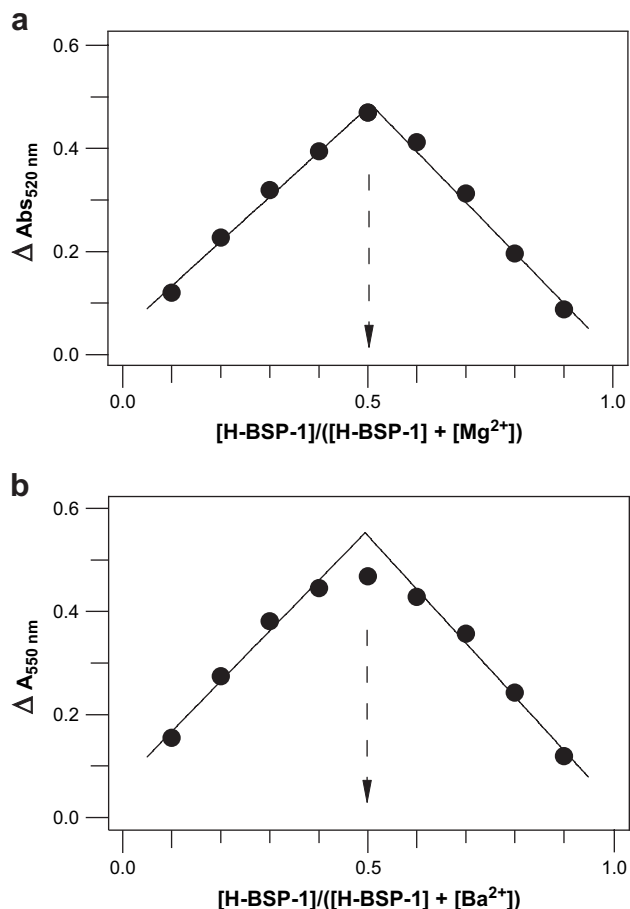 a
0.6
0.4
0.2
0.0
Δ Abs520 nm
0.0 0.5 1.0
[H-BSP-1]/([H-BSP-1] + [Mg2+])
b
0.6
0.4
0.2
0.0
Δ A550 nm
0.0 0.5 1.0
[H-BSP-1]/([H-BSP-1] + [Ba2+])